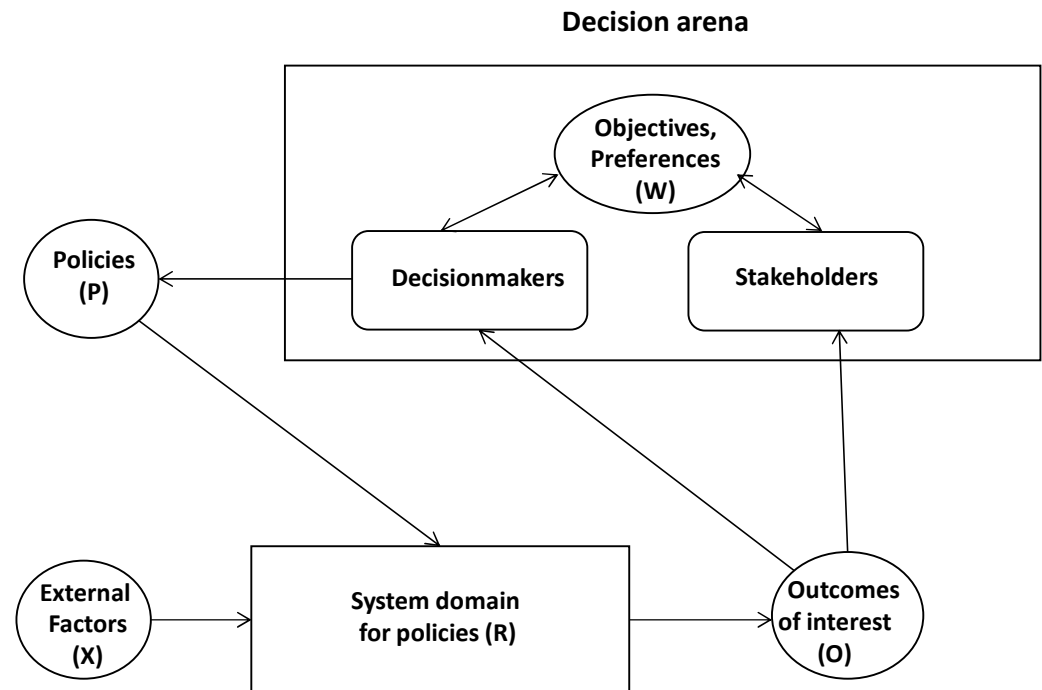 Decision arena
Objectives,
Preferences
(W)
Policies
(P)
Decisionmakers
Stakeholders
External
Factors
(X)
System domain
for policies (R)
Outcomes
of interest
(O)